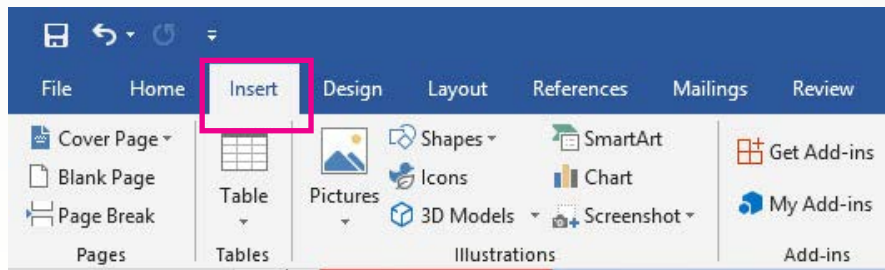 File Home Insert Design Layout References Mailings Review
Cover Page Shapes SmartArt Get Add-ins
Blank Page Table Pictures Icons Chart My Add-ins
Page Break 3D Models Screenshot
Pages Tables Illustrations Add-ins